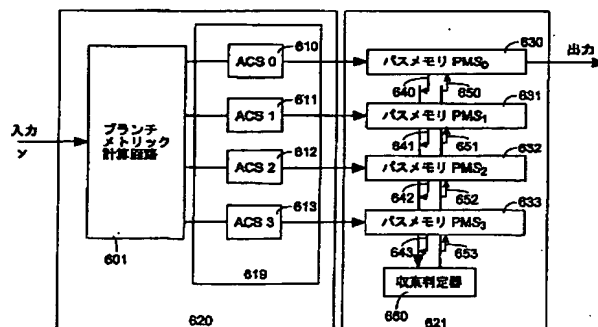 入力
y
ブランチ
メトリック
計算回路
601
ACS 0
610
ACS 1
611
ACS 2
612
ACS 3
613
619
620
パスメモリ PMS0
630
出力
640
650
パスメモリ PMS1
631
641
651
パスメモリ PMS2
632
642
652
パスメモリ PMS3
633
643
653
収束判定器
660
621